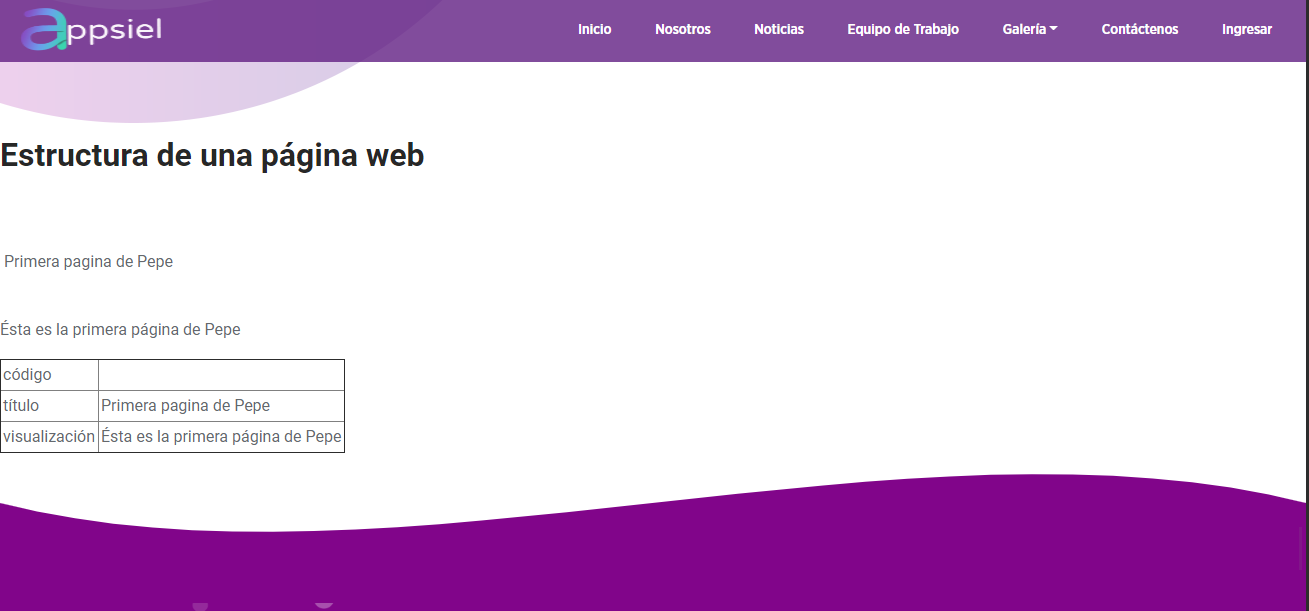 appsiel
Inicio Nosotros Noticias Equipo de Trabajo Galería Contáctenos Ingresar
Estructura de una página web
Primera pagina de Pepe
Ésta es la primera página de Pepe
código
título Primera pagina de Pepe
visualización Ésta es la primera página de Pepe